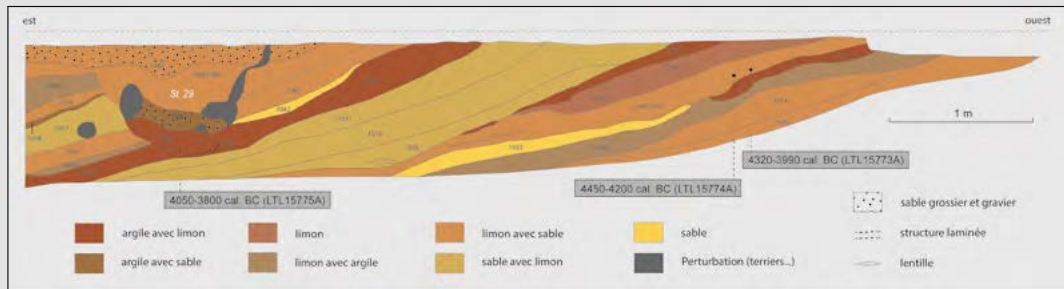 est ouest
St. 29
1 m
4320-3990 cal. BC (LTL15773A)
4450-4200 cal. BC (LTL15774A)
4050-3800 cal. BC (LTL15775A)
sable grossier et gravier
argile avec limon limon limon avec sable sable structure laminée
argile avec sable limon avec argile sable avec limon Perturbation (terriers...) lentille